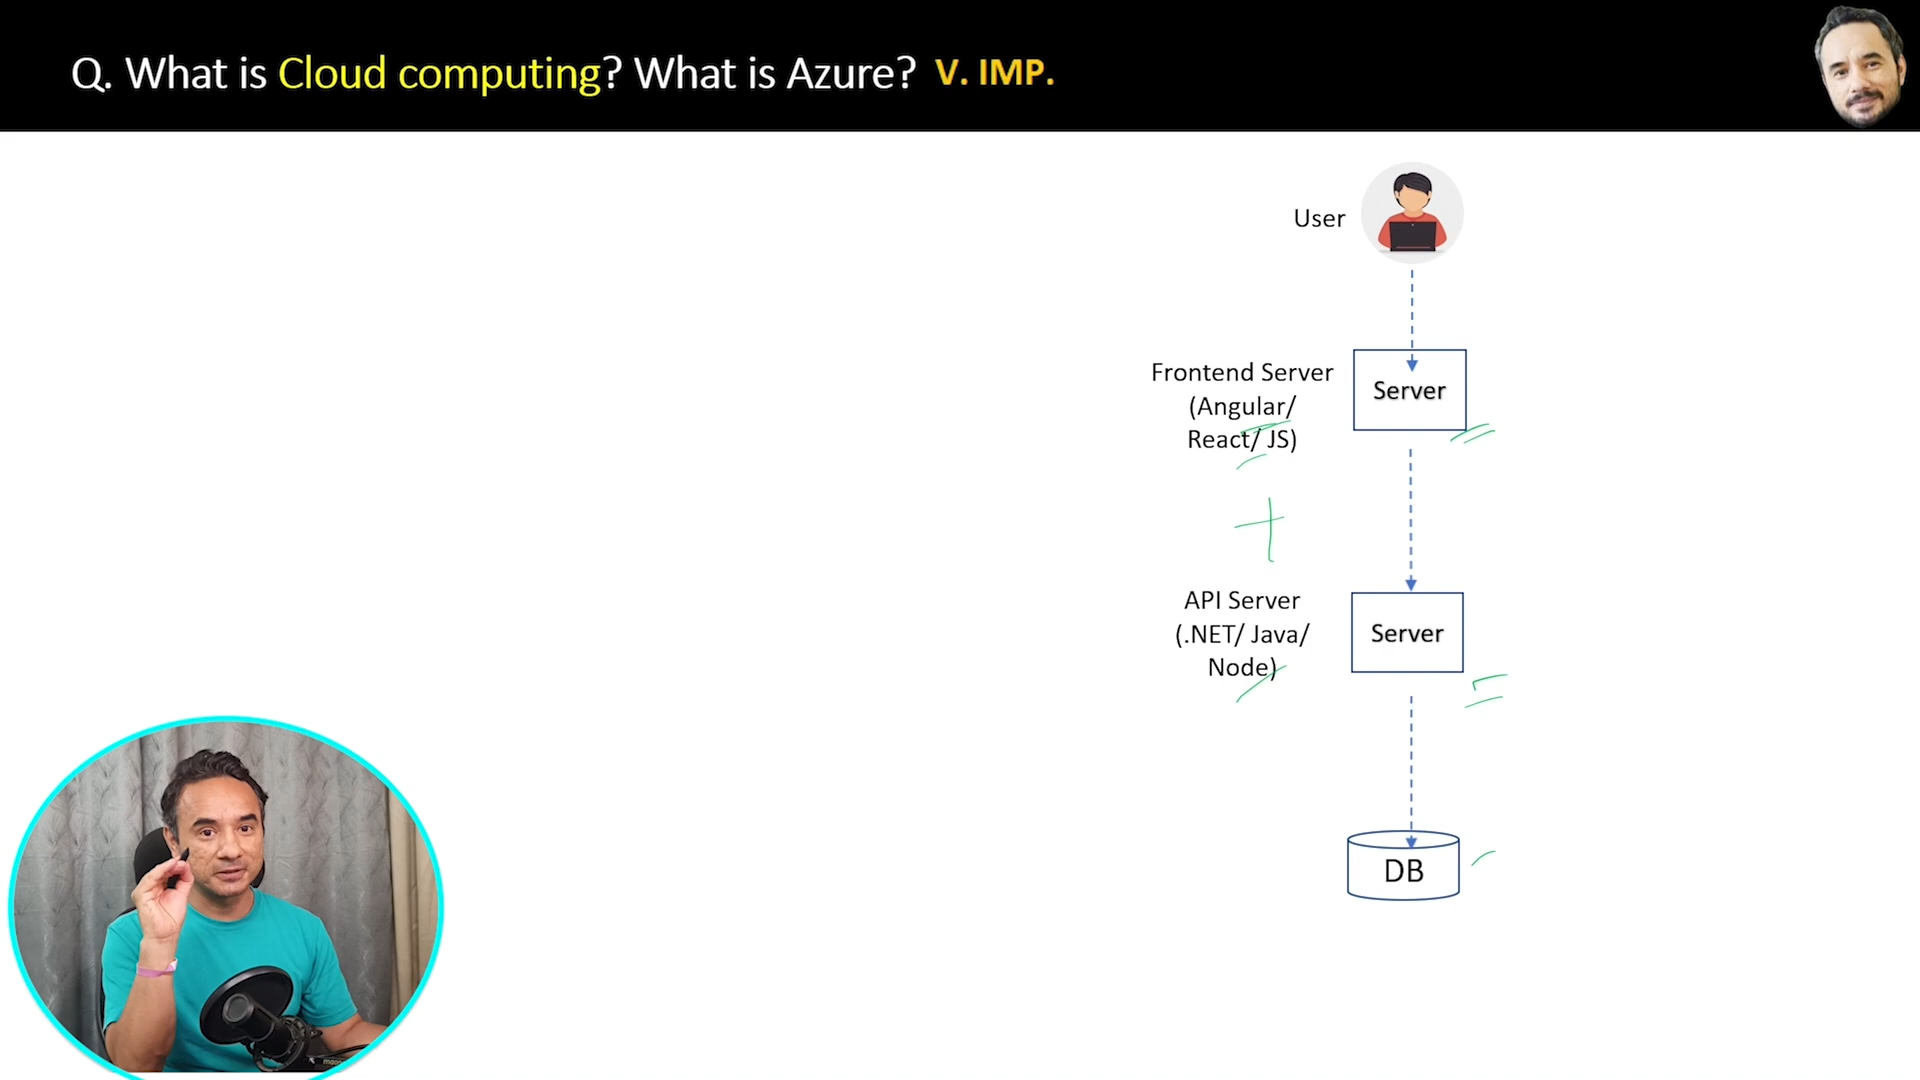 Q. What is Cloud computing? What is Azure? V. IMP.
User
Frontend Server
(Angular/
React/ JS)
Server
+
API Server
(.NET/ Java/
Node)
Server
DB